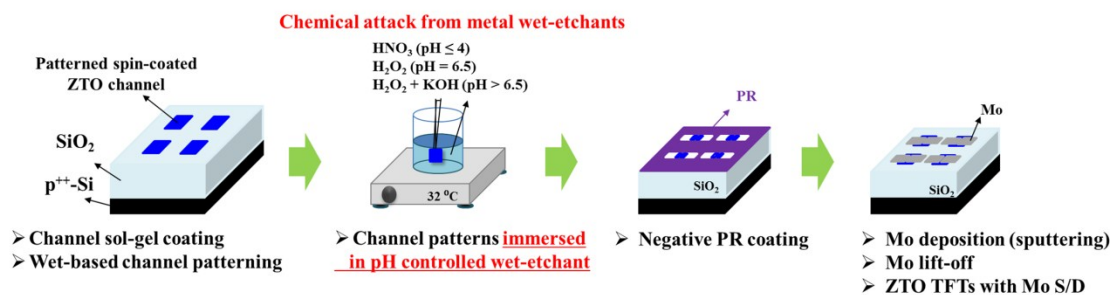 Chemical attack from metal wet-etchants
HNO₃ (pH ≤ 4)
H₂O₂ (pH = 6.5)
H₂O₂ + KOH (pH > 6.5)
Patterned spin-coated
ZTO channel
SiO₂
p⁺⁺-Si
32 °C
PR
SiO₂
Mo
SiO₂
➢ Channel sol-gel coating
➢ Wet-based channel patterning
➢ Channel patterns immersed
in pH controlled wet-etchant
➢ Negative PR coating
➢ Mo deposition (sputtering)
➢ Mo lift-off
➢ ZTO TFTs with Mo S/D